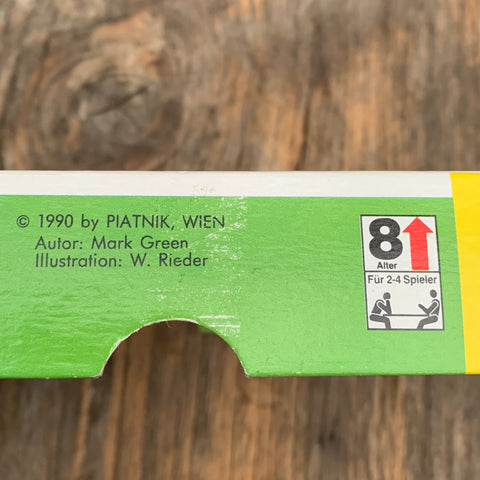 © 1990 by PIATNIK, WiEN
Autor: Mark Green
Illustration: W. Rieder
8
Alter
Für 2-4 Spieler